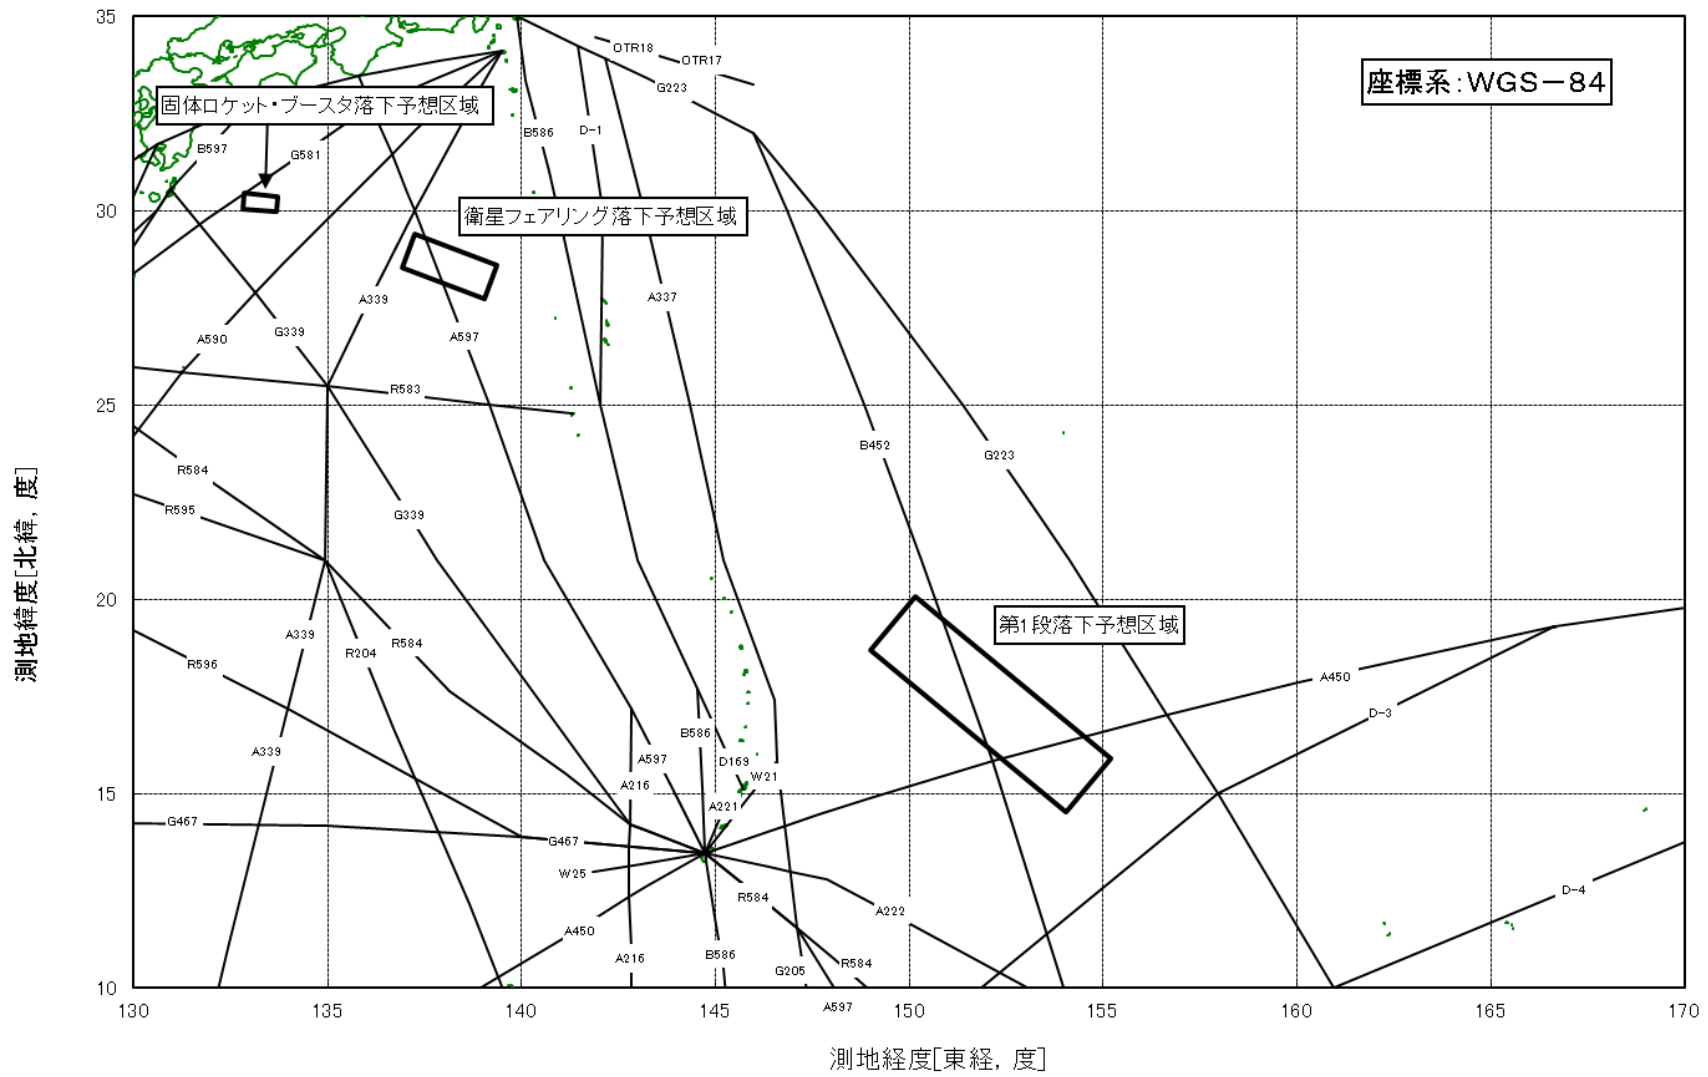 35
30
25
20
15
10
130
135
140
145
150
155
160
165
170
測地緯度[北緯, 度]
測地経度[東経, 度]
座標系:WGS-84
固体ロケット・ブースタ落下予想区域
衛星フェアリング落下予想区域
第1段落下予想区域
OTR18
OTR17
G223
B586
D-1
B597
G581
A339
A337
G339
A590
A597
R583
B452
G223
R584
R595
G339
A339
R204
R584
R596
A450
D-3
A339
B586
A597
D169
W21
A216
A221
G467
G467
W25
R584
A222
D-4
A450
A216
B586
G205
R584
A597